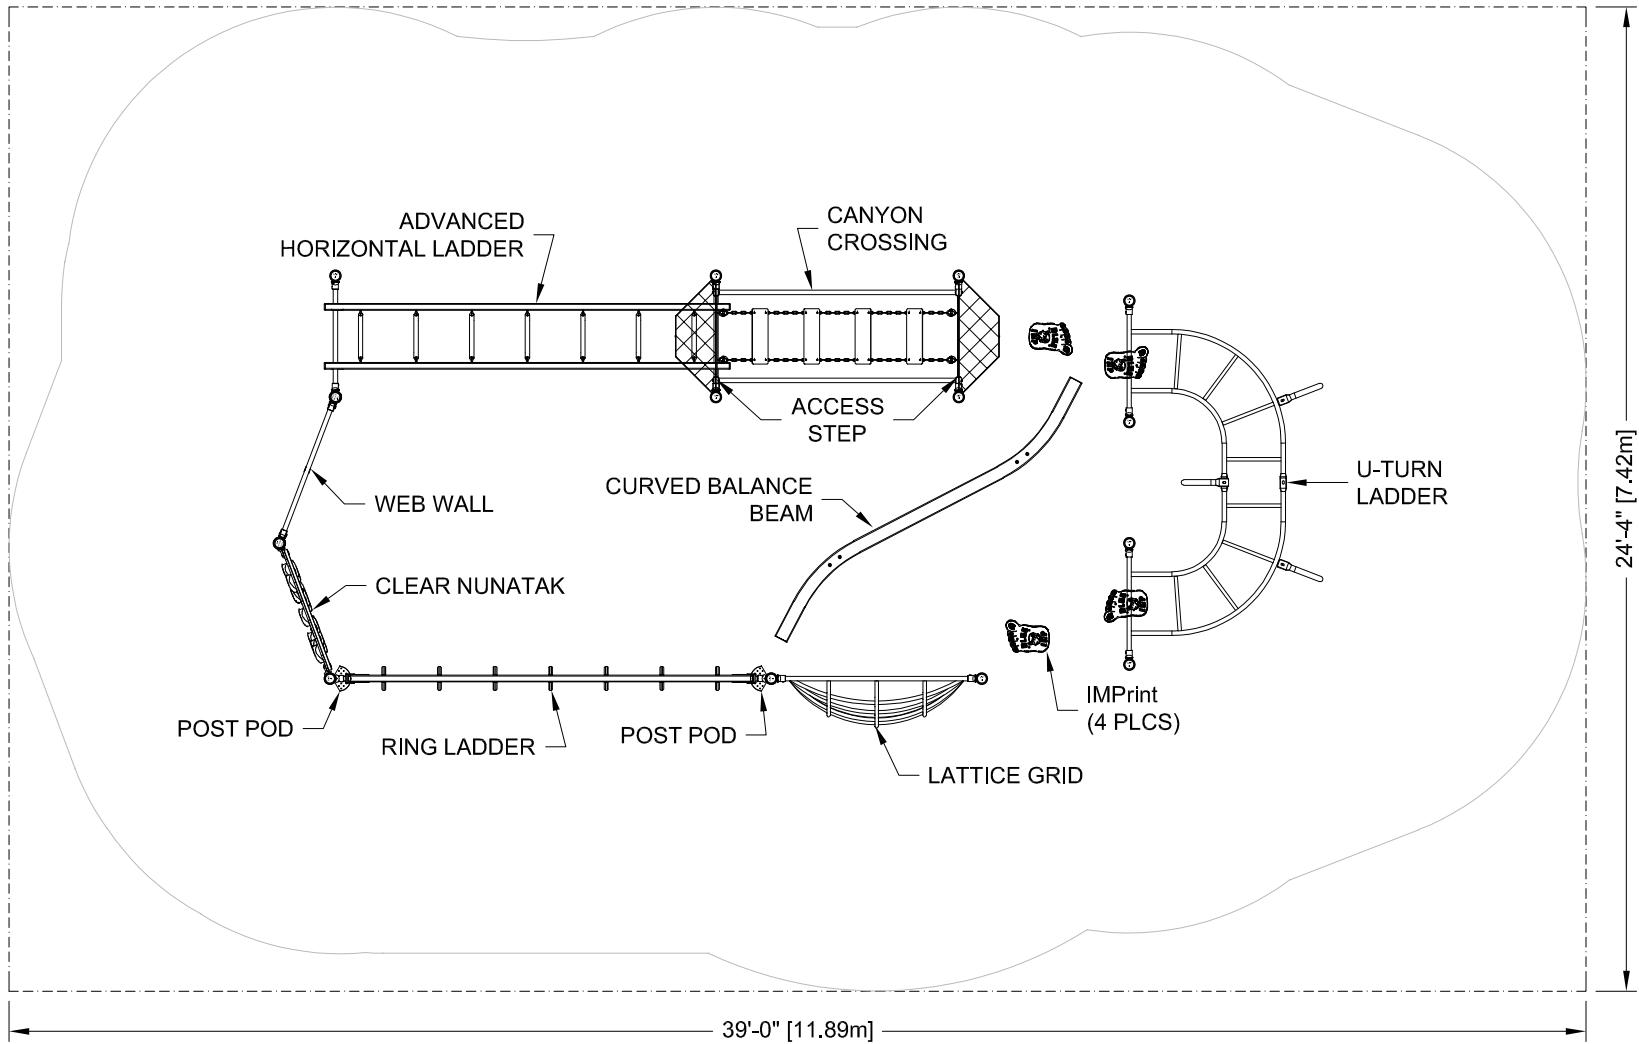 ADVANCED
HORIZONTAL LADDER
CANYON
CROSSING
ACCESS
STEP
CURVED BALANCE
BEAM
WEB WALL
U-TURN
LADDER
CLEAR NUNATAK
POST POD
RING LADDER
POST POD
IMPrint
(4 PLCS)
LATTICE GRID
24'-4" [7.42m]
39'-0" [11.89m]